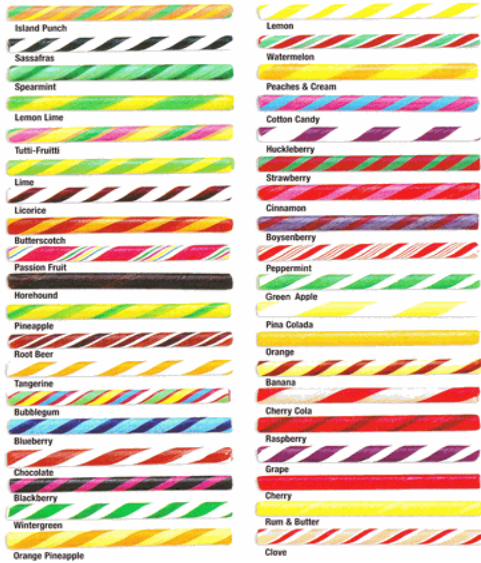 Island Punch
Sassafras
Spearmint
Lemon Lime
Tutti-Fruitti
Lime
Licorice
Butterscotch
Passion Fruit
Horehound
Pineapple
Root Beer
Tangerine
Bubblegum
Blueberry
Chocolate
Blackberry
Wintergreen
Orange Pineapple
Lemon
Watermelon
Peaches & Cream
Cotton Candy
Huckleberry
Strawberry
Cinnamon
Boysenberry
Peppermint
Green Apple
Pina Colada
Orange
Banana
Cherry Cola
Raspberry
Grape
Cherry
Rum & Butter
Clove